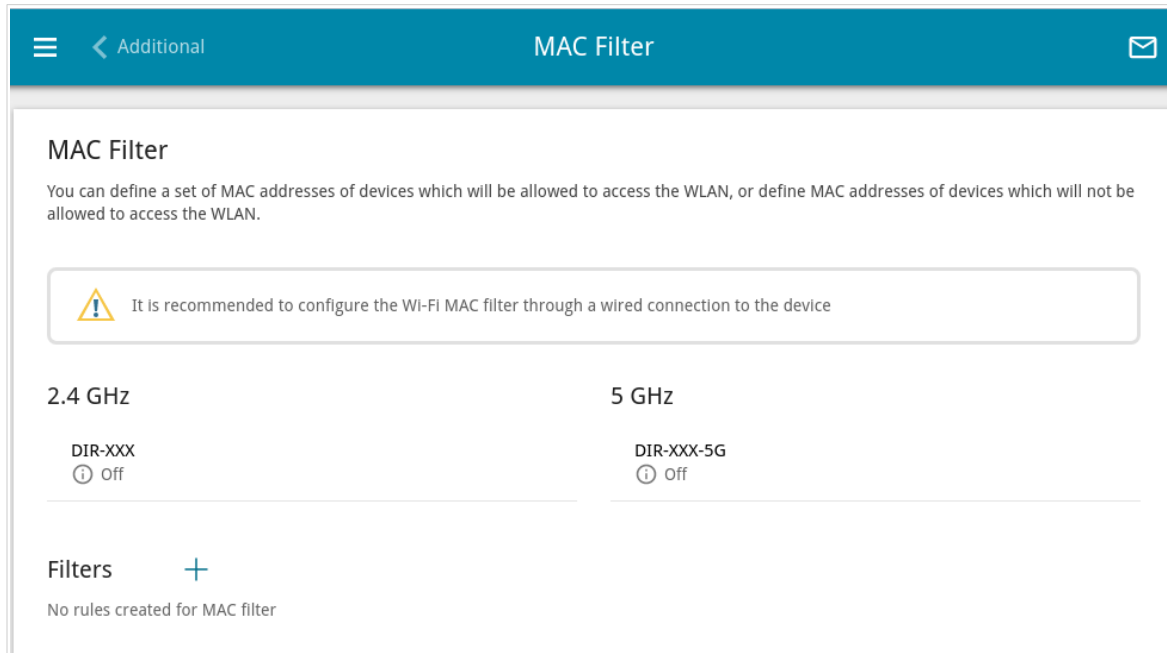 Additional
MAC Filter
MAC Filter
You can define a set of MAC addresses of devices which will be allowed to access the WLAN, or define MAC addresses of devices which will not be
allowed to access the WLAN.
It is recommended to configure the Wi-Fi MAC filter through a wired connection to the device
2.4 GHz
DIR-XXX
Off
5 GHz
DIR-XXX-5G
Off
Filters
No rules created for MAC filter